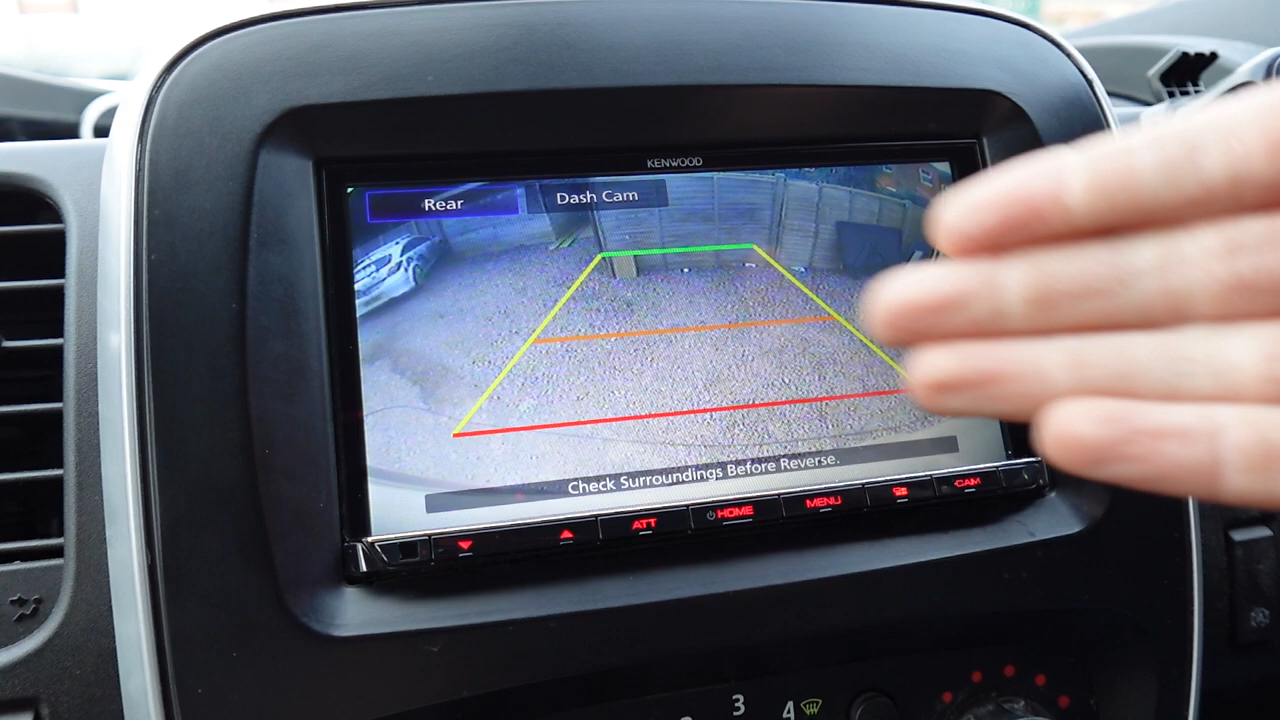 KENWOOD
Rear
Dash Cam
Check Surroundings Before Reverse.
ATT
HOME
MENU
CAM
3
4